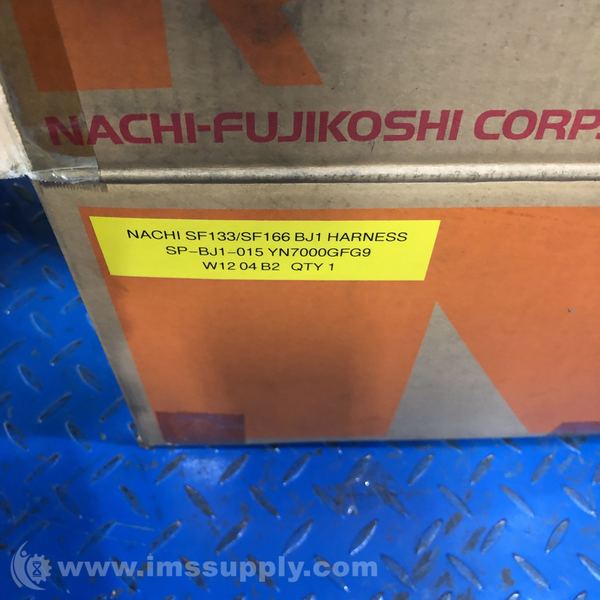 NACHI-FUJIKOSHI CORP.
NACHI SF133/SF166 BJ1 HARNESS
SP-BJ1-015 YN7000GFG9
W12 04 B2 QTY 1
www.imssupply.com